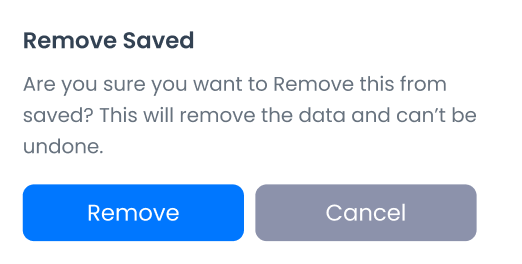 Remove Saved
Are you sure you want to Remove this from
saved? This will remove the data and can’t be
undone.
Remove
Cancel